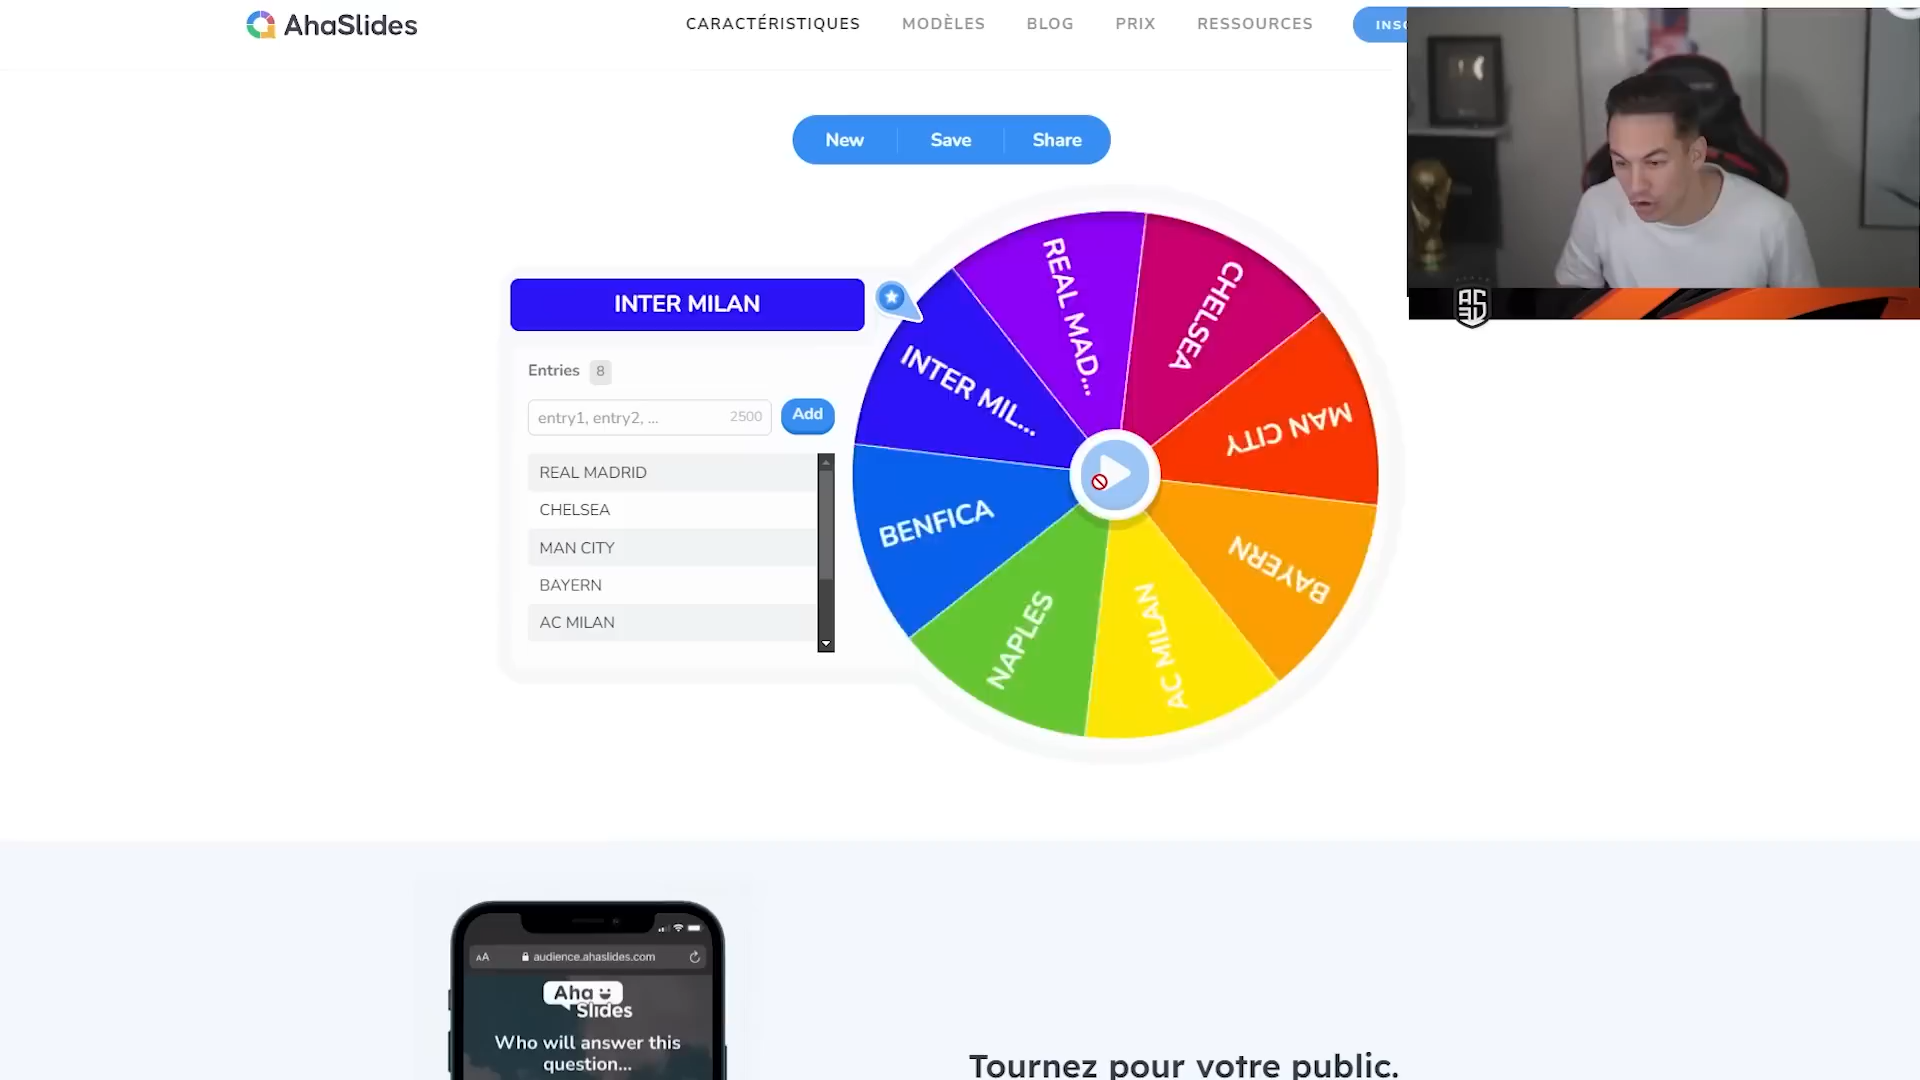 AhaSlides
CARACTÉRISTIQUES
MODÈLES
BLOG
PRIX
RESSOURCES
INSC
New
Save
Share
INTER MILAN
Entries 8
entry1, entry2, ...
2500
Add
REAL MADRID
CHELSEA
MAN CITY
BAYERN
AC MILAN
REAL MAD...
CHELSEA
MAN CITY
BAYERN
AC MILAN
NAPLES
BENFICA
INTER MIL...
AA
audience.ahaslides.com
Aha
Slides
Who will answer this
question...
Tournez pour votre public.